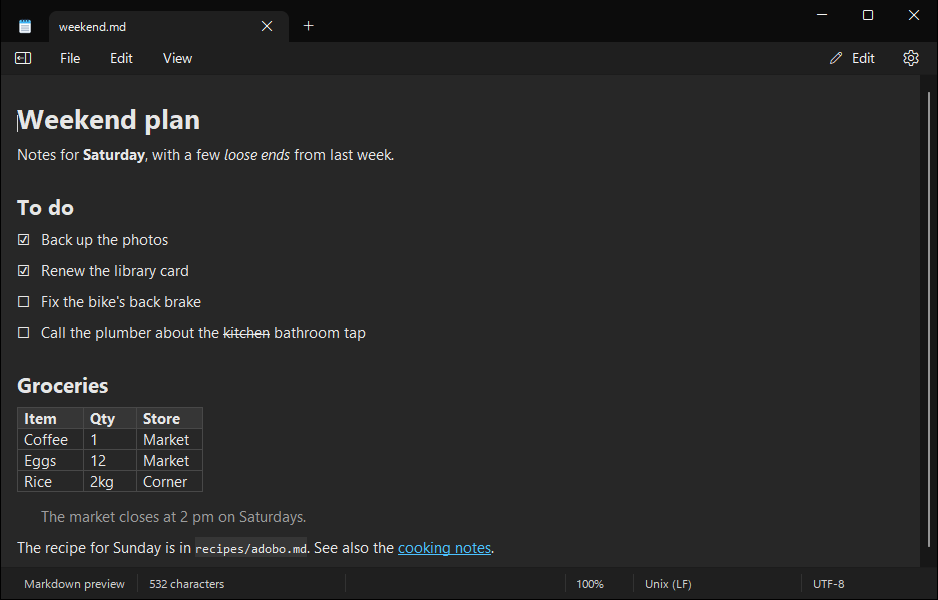 weekend.md
File Edit View Edit
Weekend plan
Notes for Saturday, with a few loose ends from last week.
To do
Back up the photos
Renew the library card
Fix the bike's back brake
Call the plumber about the kitchen bathroom tap
Groceries
Item Qty Store
Coffee 1 Market
Eggs 12 Market
Rice 2kg Corner
The market closes at 2 pm on Saturdays.
The recipe for Sunday is in recipes/adobo.md. See also the cooking notes.
Markdown preview 532 characters 100% Unix (LF) UTF-8